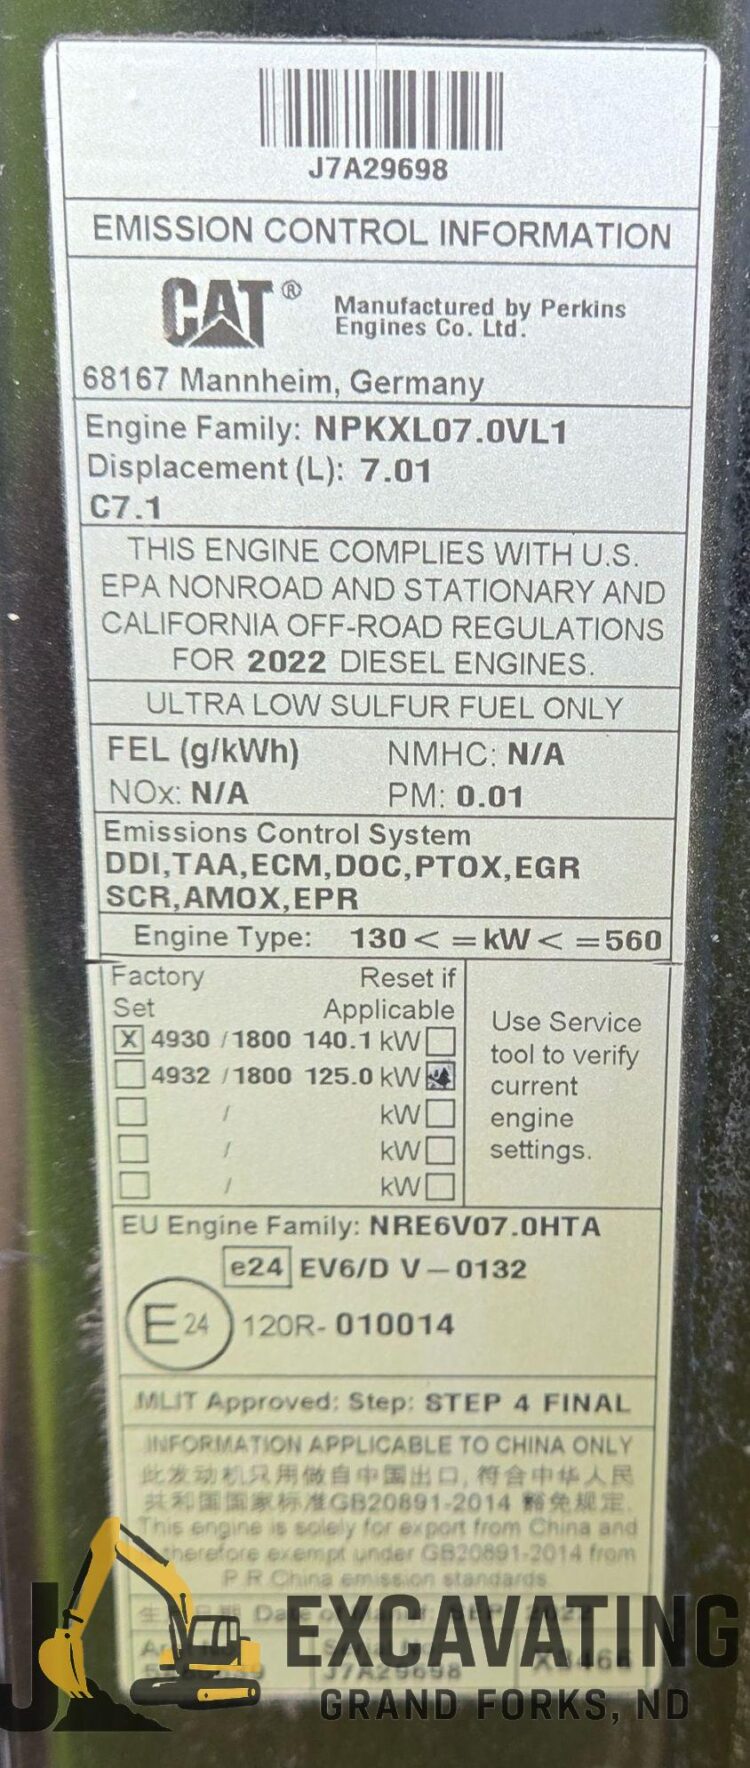 J7A29698
EMISSION CONTROL INFORMATION
CAT ® Manufactured by Perkins
Engines Co. Ltd.
68167 Mannheim, Germany
Engine Family: NPKXL07.0VL1
Displacement (L): 7.01
C7.1
THIS ENGINE COMPLIES WITH U.S.
EPA NONROAD AND STATIONARY AND
CALIFORNIA OFF-ROAD REGULATIONS
FOR 2022 DIESEL ENGINES.
ULTRA LOW SULFUR FUEL ONLY
FEL (g/kWh) NMHC: N/A
NOx: N/A PM: 0.01
Emissions Control System
DDI,TAA,ECM,DOC,PTOX,EGR
SCR,AMOX,EPR
Engine Type: 130 < =kW < =560
Factory Reset if
Set Applicable
X 4930 /1800 140.1 kW
4932 /1800 125.0 kW
/ kW
/ kW
/ kW
Use Service
tool to verify
current
engine
settings.
EU Engine Family: NRE6V07.0HTA
e24 EV6/D V-0132
E 24 120R-010014
MLIT Approved: Step: STEP 4 FINAL
INFORMATION APPLICABLE TO CHINA ONLY
此发动机只用做自中国出口, 符合中华人民
共和国国家标准GB20891-2014 豁免规定.
This engine is solely for export from China and
therefore exempt under GB20891-2014 from
P R China emission standards
Date of
J7A29698
J EXCAVATING
GRAND FORKS, ND